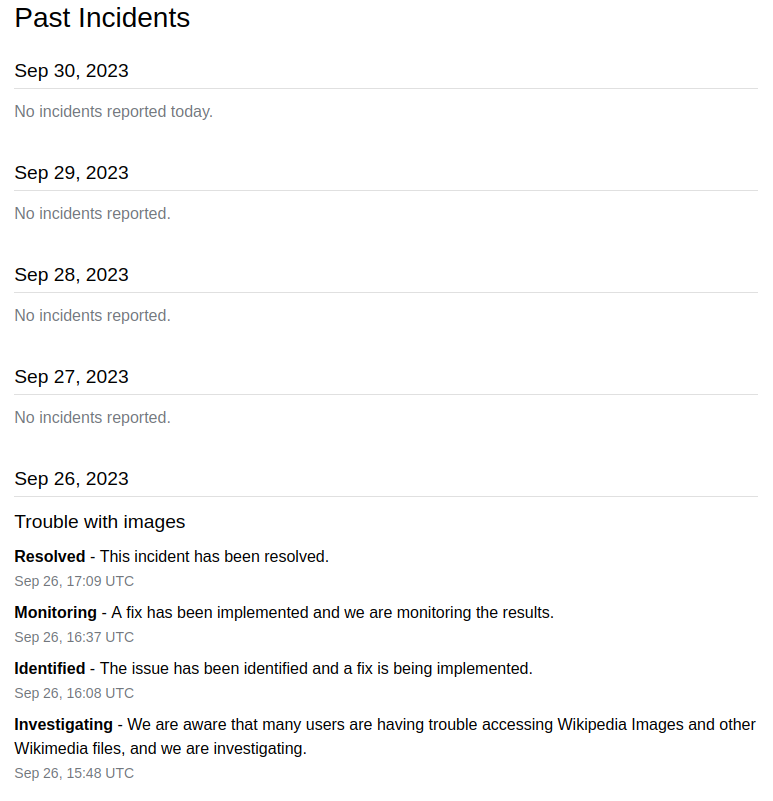 Past Incidents
Sep 30, 2023
No incidents reported today.
Sep 29, 2023
No incidents reported.
Sep 28, 2023
No incidents reported.
Sep 27, 2023
No incidents reported.
Sep 26, 2023
Trouble with images
Resolved - This incident has been resolved.
Sep 26, 17:09 UTC
Monitoring - A fix has been implemented and we are monitoring the results.
Sep 26, 16:37 UTC
Identified - The issue has been identified and a fix is being implemented.
Sep 26, 16:08 UTC
Investigating - We are aware that many users are having trouble accessing Wikipedia Images and other
Wikimedia files, and we are investigating.
Sep 26, 15:48 UTC